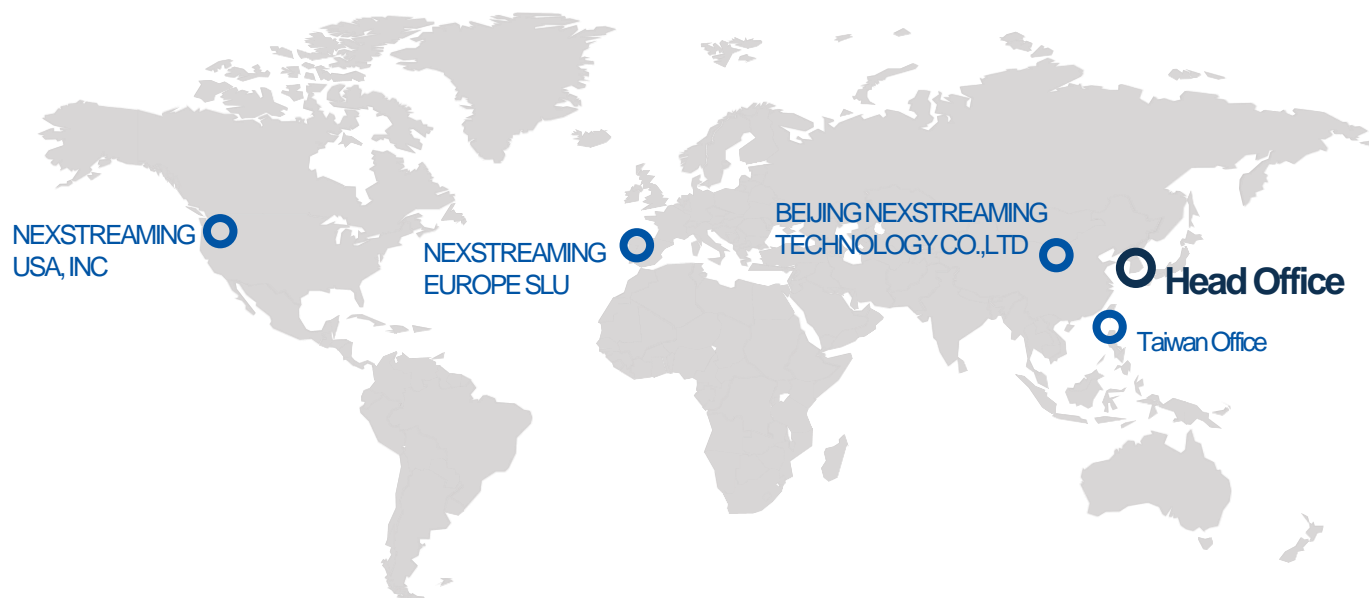 NEXSTREAMING
USA, INC
NEXSTREAMING
EUROPE SLU
BEIJING NEXSTREAMING
TECHNOLOGY CO.,LTD
Head Office
Taiwan Office